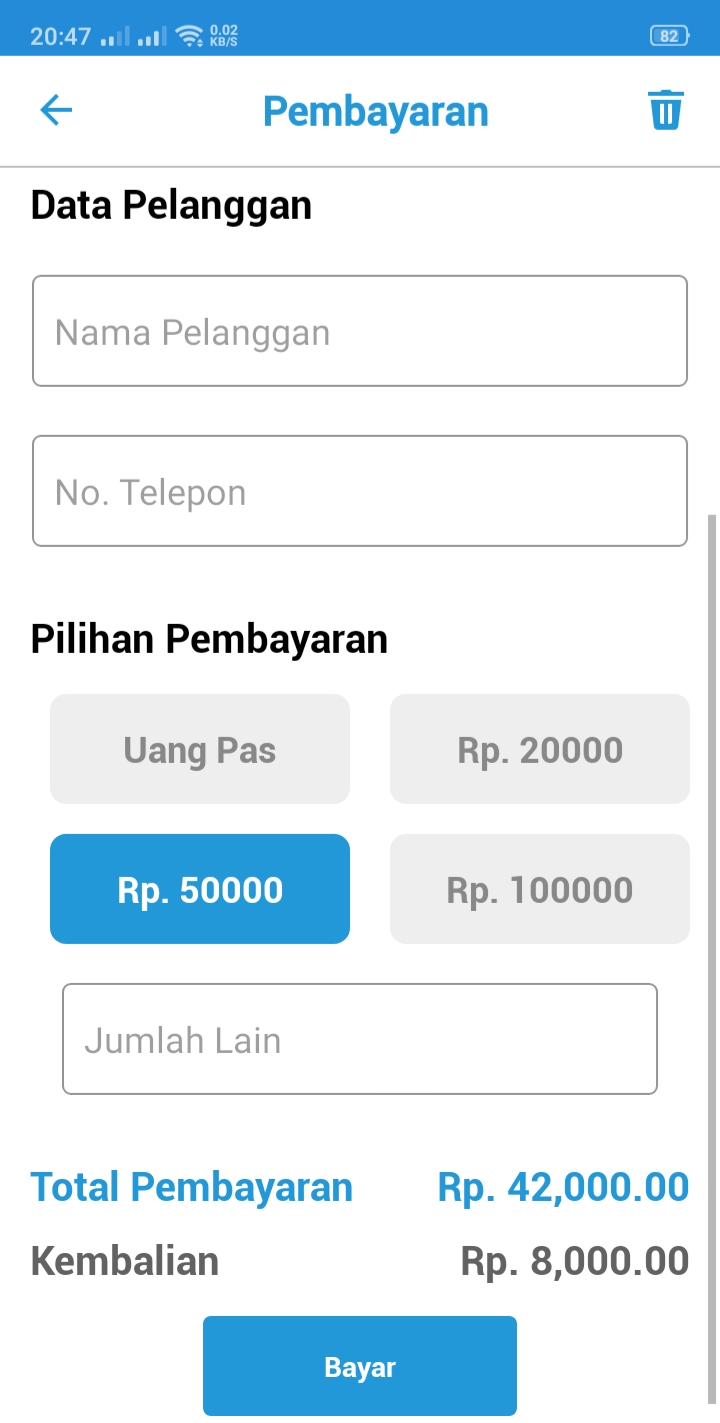 20:47 0.02 KB/S 82
Pembayaran
Data Pelanggan
Nama Pelanggan
No. Telepon
Pilihan Pembayaran
Uang Pas Rp. 20000
Rp. 50000 Rp. 100000
Jumlah Lain
Total Pembayaran Rp. 42,000.00
Kembalian Rp. 8,000.00
Bayar